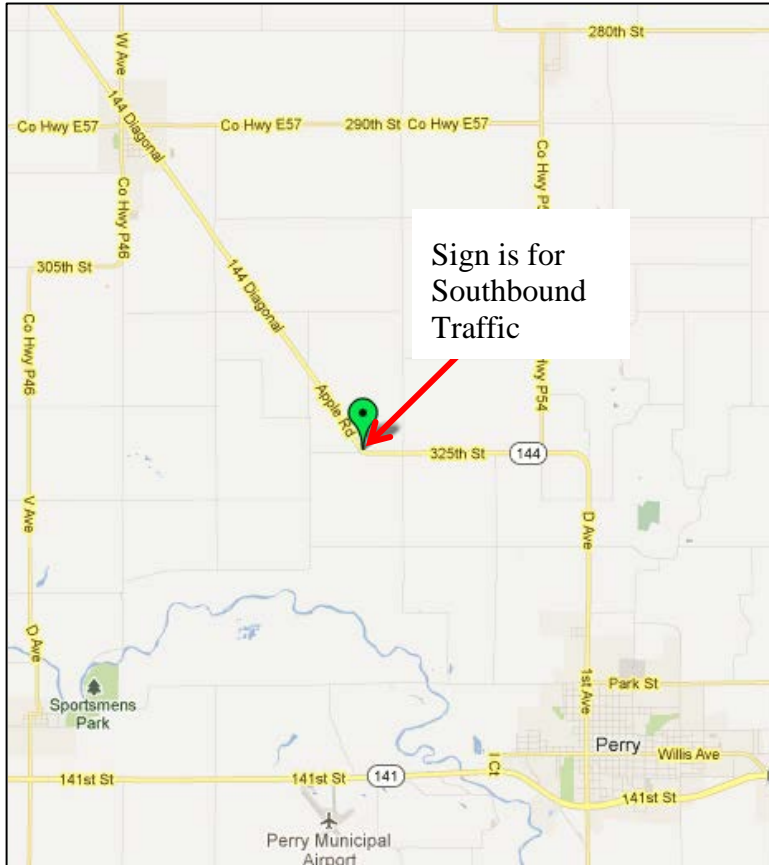 280th St
W Ave
144 Diagonal
Co Hwy E57
Co Hwy E57
290th St
Co Hwy E57
Co Hwy P46
Co Hwy
Sign is for
Southbound
Traffic
305th St
144 Diagonal
Co Hwy P46
Apple Rd
Hwy P54
325th St
144
V Ave
D Ave
D Ave
Sportsmens
Park
1st Ave
Park St
Perry
Willis Ave
I Ct
141st St
141st St
141
141st St
Perry Municipal
Airport